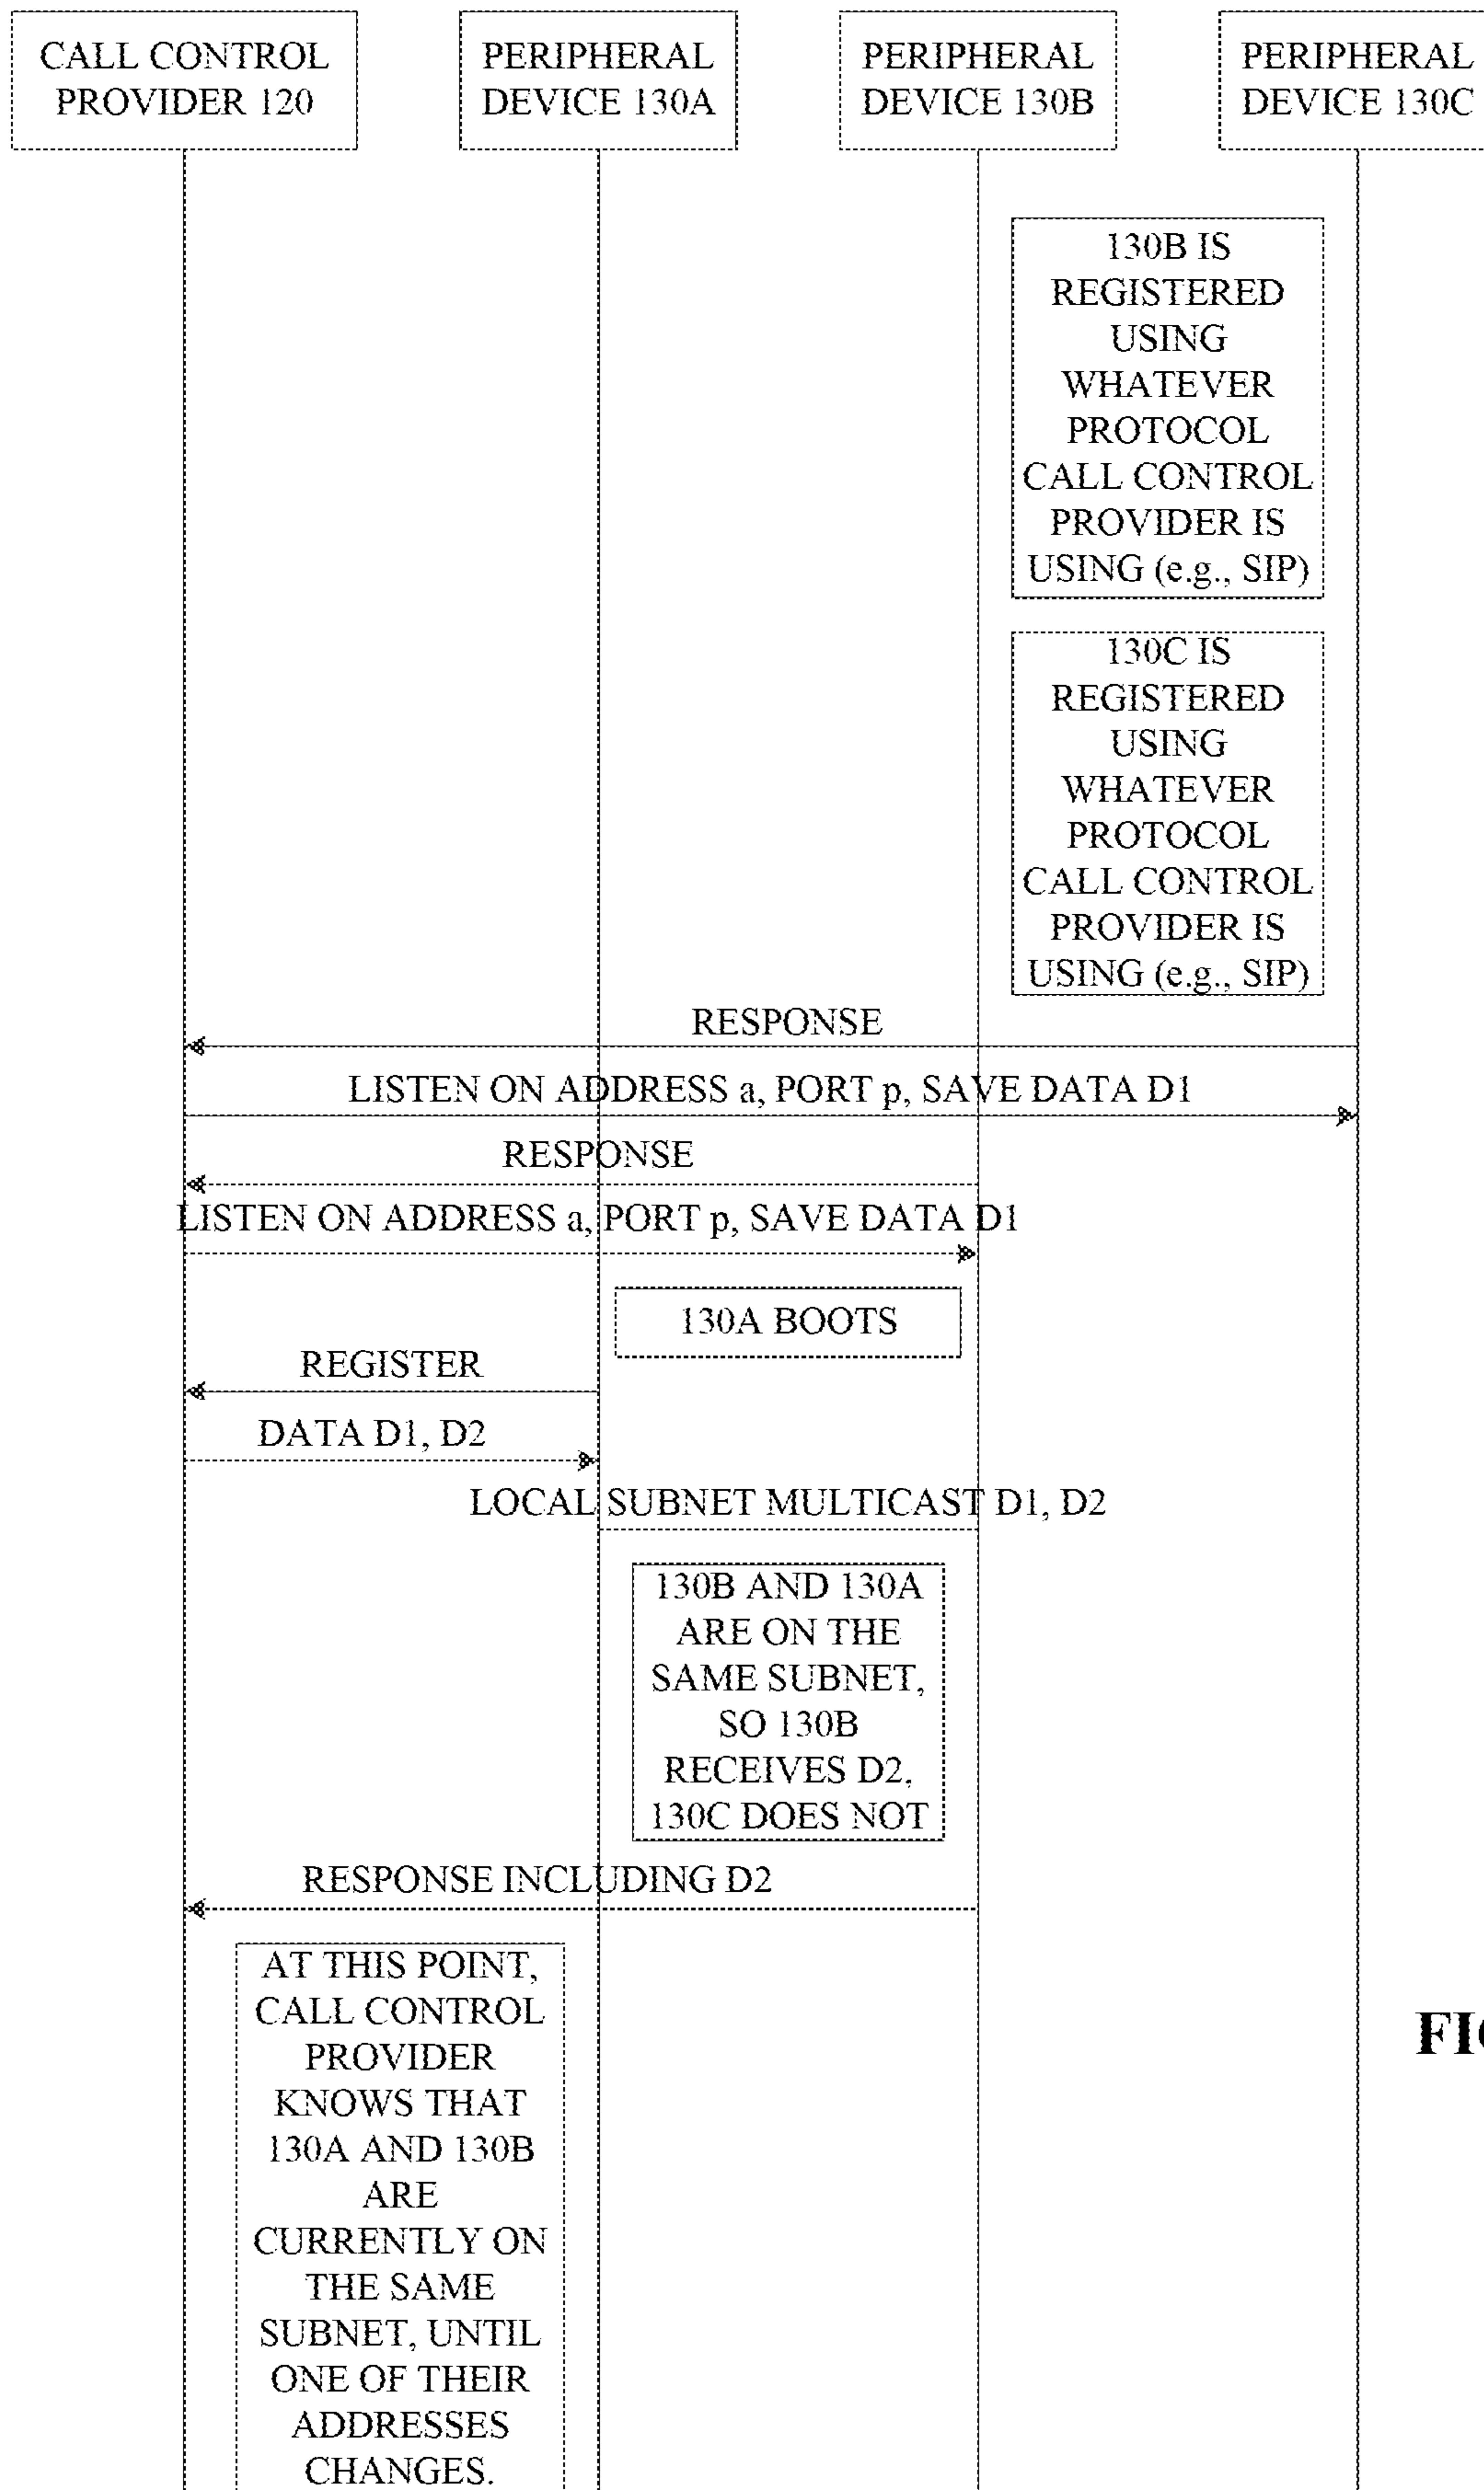 CALL CONTROL
PROVIDER 120
PERIPHERAL
DEVICE 130A
PERIPHERAL
DEVICE 130B
PERIPHERAL
DEVICE 130C
130B IS
REGISTERED
USING
WHATEVER
PROTOCOL
CALL CONTROL
PROVIDER IS
USING (e.g., SIP)
130C IS
REGISTERED
USING
WHATEVER
PROTOCOL
CALL CONTROL
PROVIDER IS
USING (e.g., SIP)
RESPONSE
LISTEN ON ADDRESS a, PORT p, SAVE DATA D1
RESPONSE
LISTEN ON ADDRESS a, PORT p, SAVE DATA D1
130A BOOTS
REGISTER
DATA D1, D2
LOCAL SUBNET MULTICAST D1, D2
130B AND 130A
ARE ON THE
SAME SUBNET,
SO 130B
RECEIVES D2,
130C DOES NOT
RESPONSE INCLUDING D2
AT THIS POINT,
CALL CONTROL
PROVIDER
KNOWS THAT
130A AND 130B
ARE
CURRENTLY ON
THE SAME
SUBNET, UNTIL
ONE OF THEIR
ADDRESSES
CHANGES.